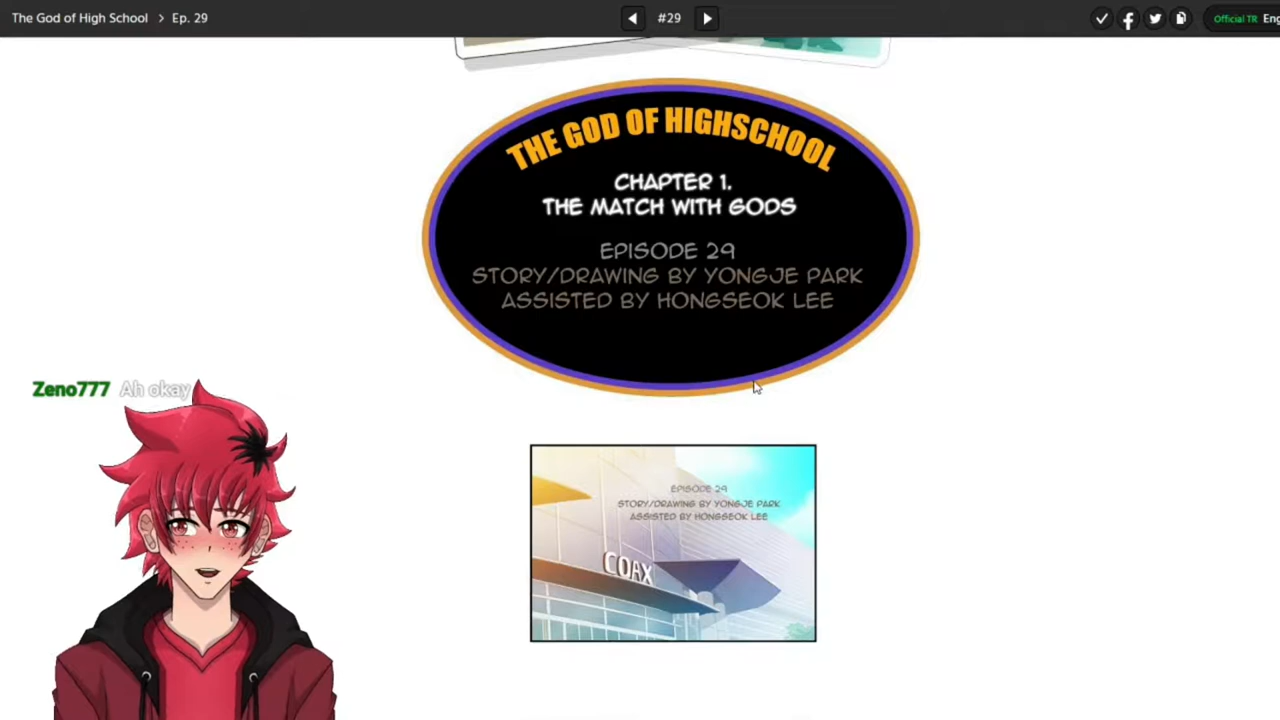 The God of High School > Ep. 29
#29
Official TR Eng
THE GOD OF HIGHSCHOOL
CHAPTER 1.
THE MATCH WITH GODS
EPISODE 29
STORY/DRAWING BY YONGJE PARK
ASSISTED BY HONGSEOK LEE
Zeno777 Ah okay
EPISODE 29
STORY/DRAWING BY YONGJE PARK
ASSISTED BY HONGSEOK LEE
COAX